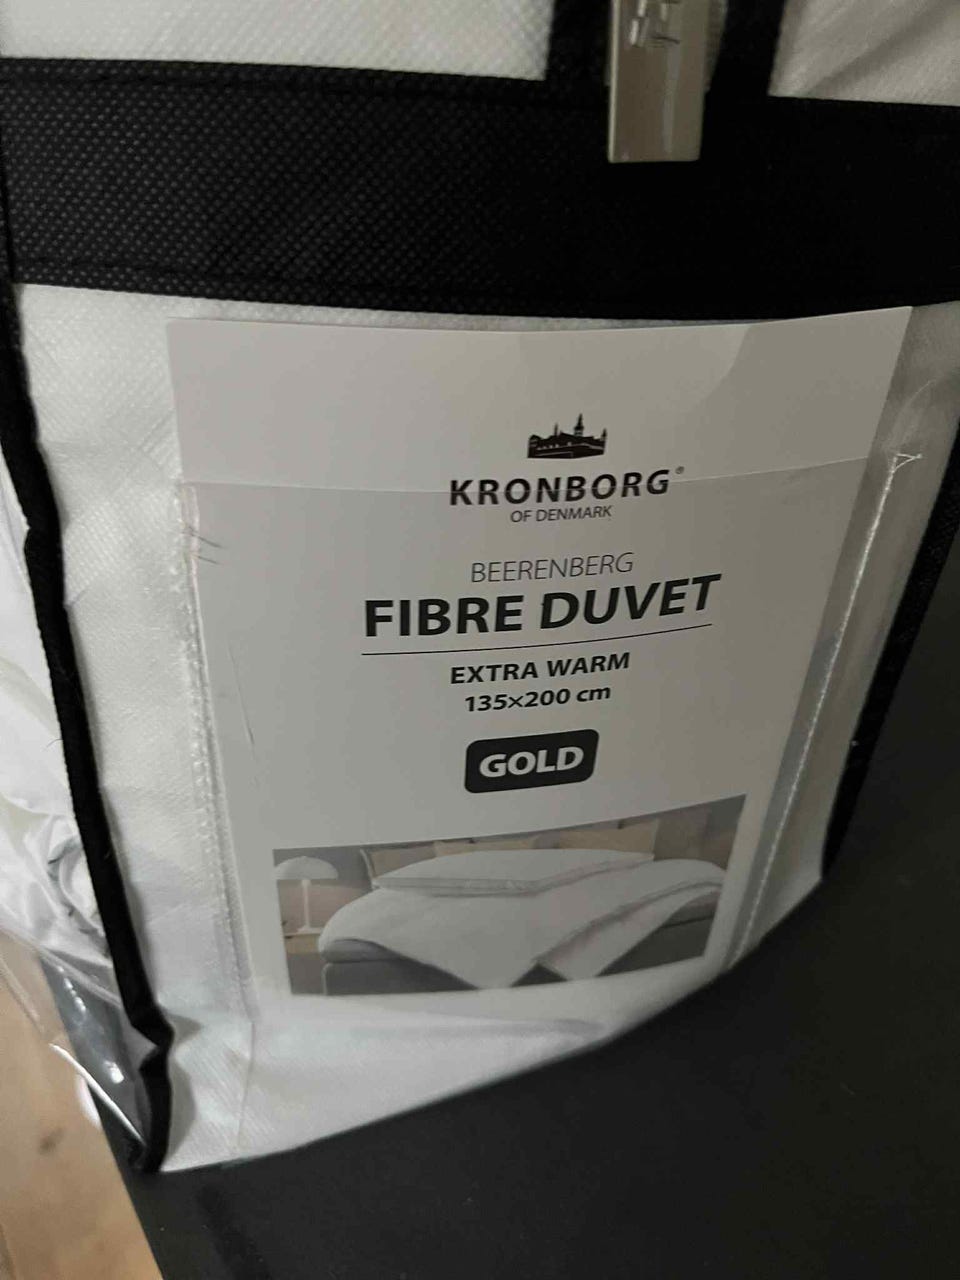 KRONBORG®
OF DENMARK
BEERENBERG
FIBRE DUVET
EXTRA WARM
135×200 cm
GOLD